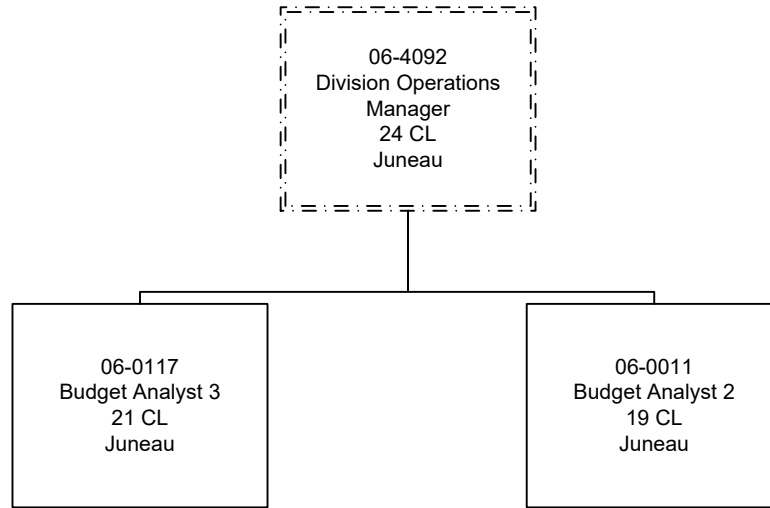 06-4092
Division Operations
Manager
24 CL
Juneau
06-0117
Budget Analyst 3
21 CL
Juneau
06-0011
Budget Analyst 2
19 CL
Juneau